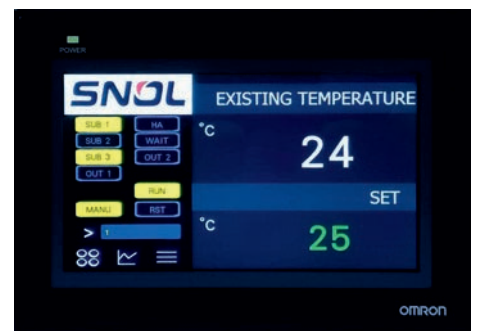 POWER
SNOL
EXISTING TEMPERATURE
SUB 1 HA
SUB 2 WAIT
SUB 3 OUT 2
OUT 1
RUN
MANU RST
> 1
°C
24
SET
°C
25
OMRON